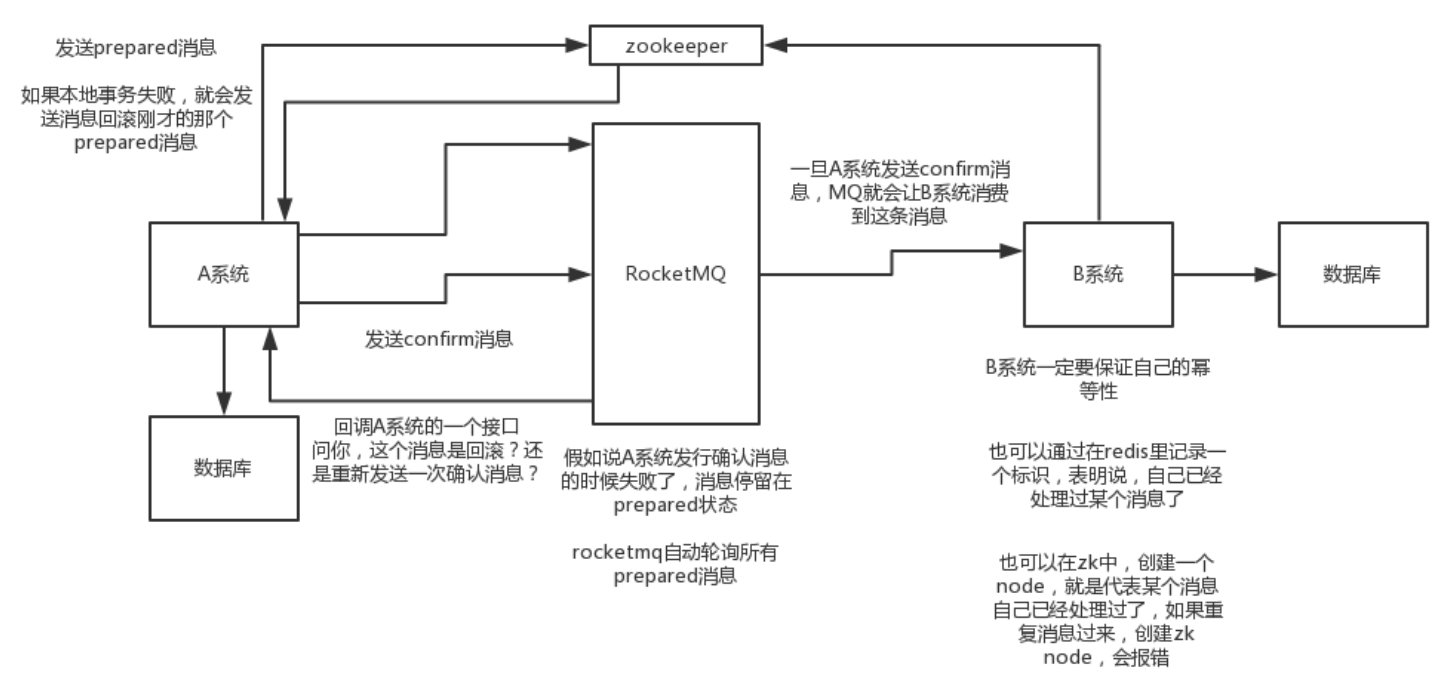 发送prepared消息
zookeeper
如果本地事务失败，就会发
送消息回滚刚才的那个
prepared消息
一旦A系统发送confirm消
息，MQ就会让B系统消费
到这条消息
A系统
RocketMQ
B系统
数据库
发送confirm消息
B系统一定要保证自己的幂
等性
回调A系统的一个接口
问你，这个消息是回滚？还
是重新发送一次确认消息？
数据库
假如说A系统发行确认消息
的时候失败了，消息停留在
prepared状态
rocketmq自动轮询所有
prepared消息
也可以通过在redis里记录一
个标识，表明说，自己已经
处理过某个消息了
也可以在zk中，创建一个
node，就是代表某个消息
自己已经处理过了，如果重
复消息过来，创建zk
node，会报错